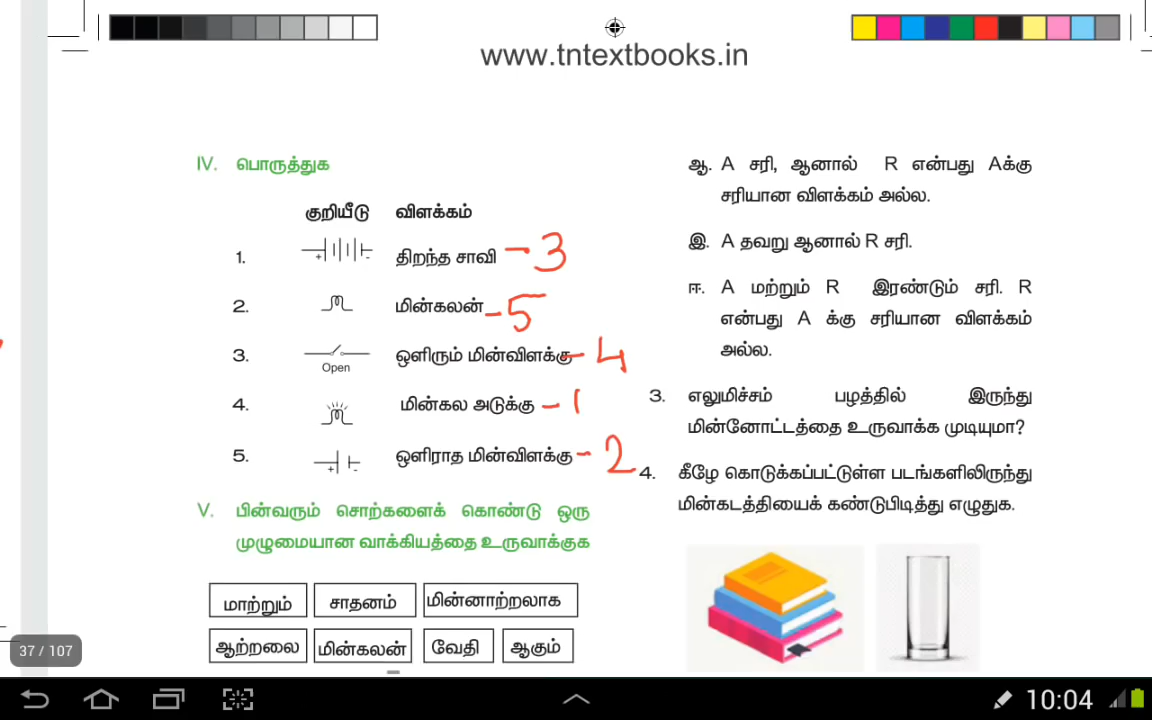 www.tntextbooks.in
IV. பொருத்துக
குறியீடு விளக்கம்
1. திறந்த சாவி - 3
2. மின்கலன் - 5
3. Open ஒளிரும் மின்விளக்கு - 4
4. மின்கல அடுக்கு - 1
5. ஒளிராத மின்விளக்கு - 2
V. பின்வரும் சொற்களைக் கொண்டு ஒரு
முழுமையான வாக்கியத்தை உருவாக்குக
மாற்றும் சாதனம் மின்னாற்றலாக
ஆற்றலை மின்கலன் வேதி ஆகும்
ஆ. A சரி, ஆனால் R என்பது Aக்கு
சரியான விளக்கம் அல்ல.
இ. A தவறு ஆனால் R சரி.
ஈ. A மற்றும் R இரண்டும் சரி. R
என்பது A க்கு சரியான விளக்கம்
அல்ல.
3. எலுமிச்சம் பழத்தில் இருந்து
மின்னோட்டத்தை உருவாக்க முடியுமா?
4. கீழே கொடுக்கப்பட்டுள்ள படங்களிலிருந்து
மின்கடத்தியைக் கண்டுபிடித்து எழுதுக.
37 / 107
10:04